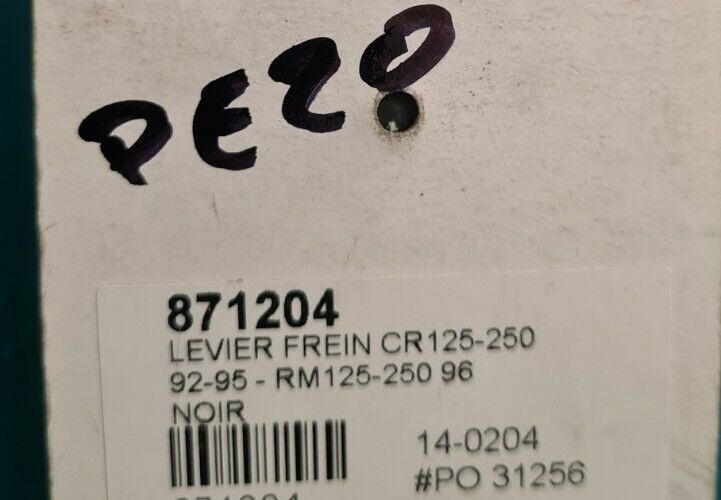 PE20
871204
LEVIER FREIN CR125-250
92-95 - RM125-250 96
NOIR
14-0204
#PO 31256